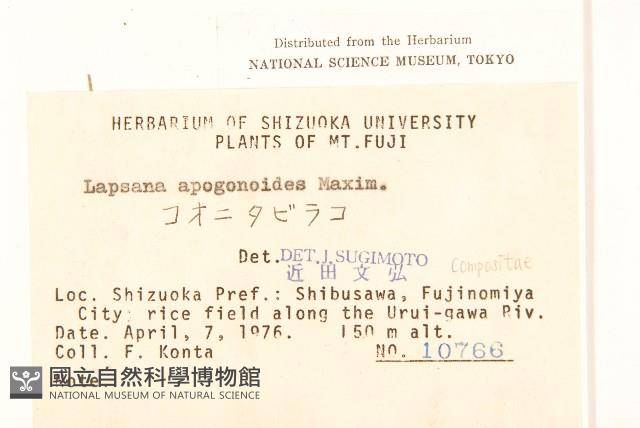 Distributed from the Herbarium
NATIONAL SCIENCE MUSEUM, TOKYO
HERBARIUM OF SHIZUOKA UNIVERSITY
PLANTS OF MT.FUJI
Lapsana apogonoides Maxim.
コオニタビラコ
Det. DET.J.SUGIMOTO
近田文弘
Compositae
Loc. Shizuoka Pref.: Shibusawa, Fujinomiya
City; rice field along the Urui-gawa Riv.
Date. April, 7, 1976. 150 m alt.
Coll. F. Konta NO. 10766
Note
國立自然科學博物館
NATIONAL MUSEUM OF NATURAL SCIENCE